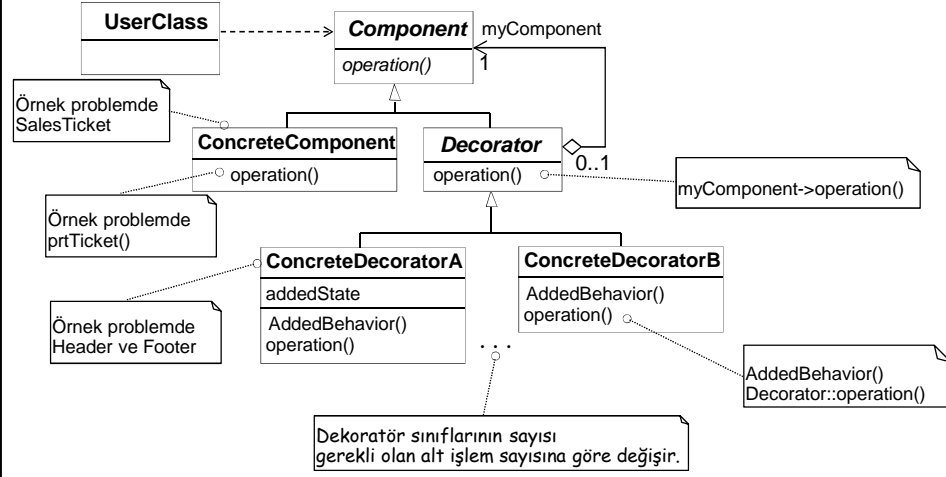 UserClass
Component
myComponent
1
operation()
Örnek problemde
SalesTicket
ConcreteComponent
operation()
Decorator
operation()
0..1
myComponent->operation()
Örnek problemde
prtTicket()
ConcreteDecoratorA
addedState
AddedBehavior()
operation()
ConcreteDecoratorB
AddedBehavior()
operation()
Örnek problemde
Header ve Footer
. . .
AddedBehavior()
Decorator::operation()
Dekoratör sınıflarının sayısı
gerekli olan alt işlem sayısına göre değişir.